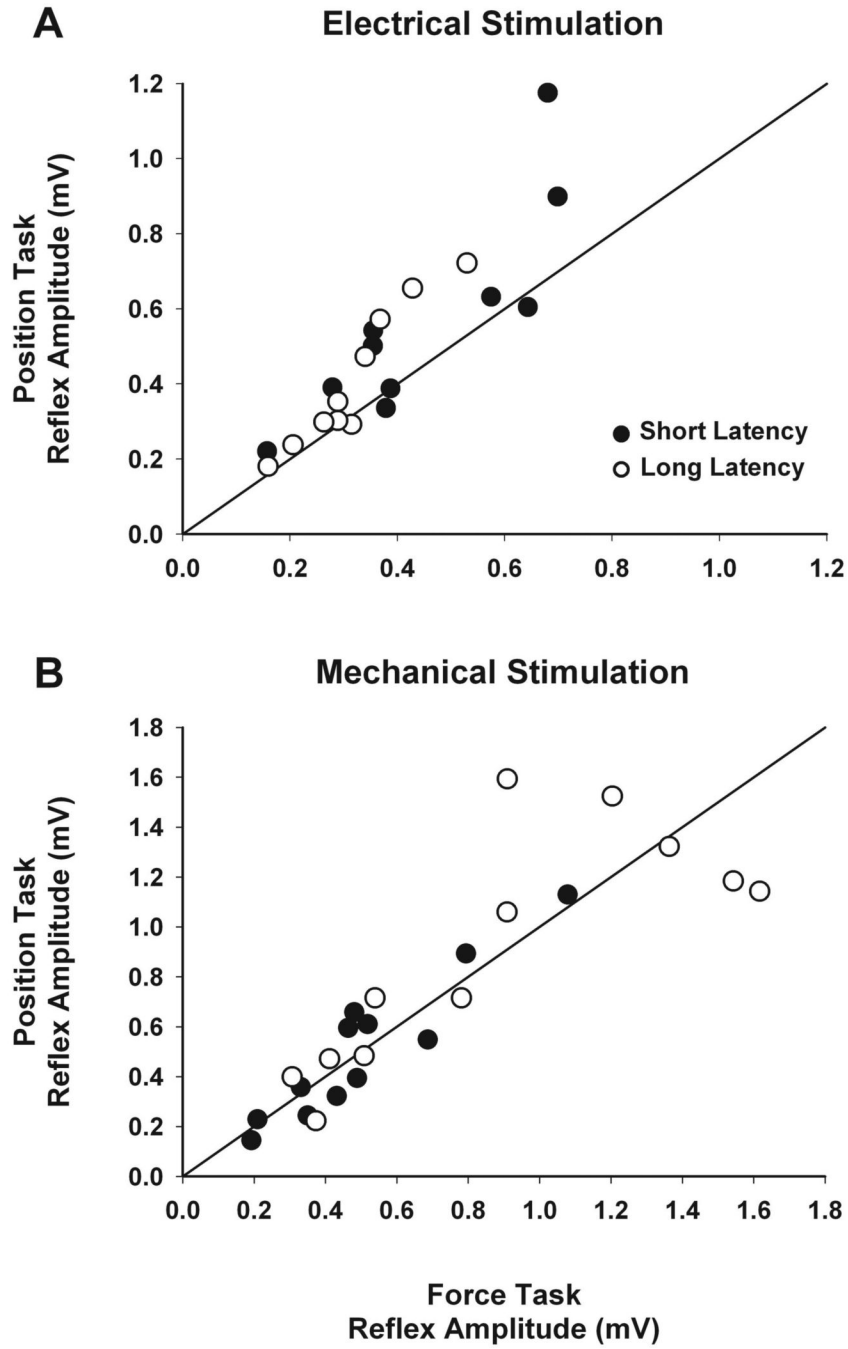 A
Electrical Stimulation
Position Task
Reflex Amplitude (mV)
1.2
1.0
0.8
0.6
0.4
0.2
0.0
Short Latency
Long Latency
0.0 0.2 0.4 0.6 0.8 1.0 1.2
B
Mechanical Stimulation
Position Task
Reflex Amplitude (mV)
1.8
1.6
1.4
1.2
1.0
0.8
0.6
0.4
0.2
0.0
0.0 0.2 0.4 0.6 0.8 1.0 1.2 1.4 1.6 1.8
Force Task
Reflex Amplitude (mV)